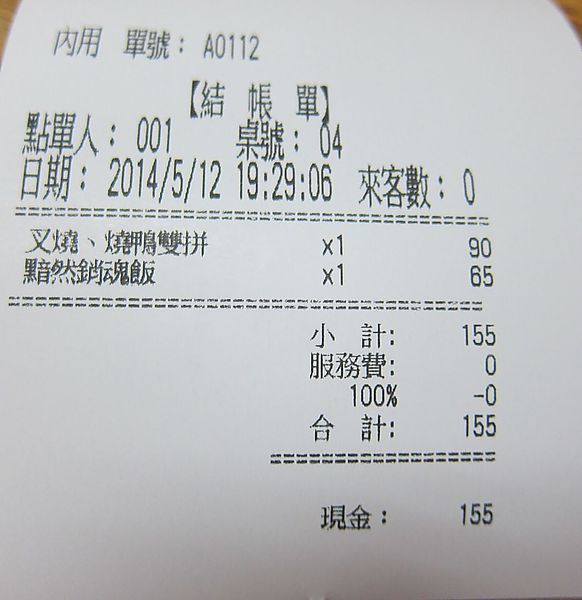 內用 單號：A0112
【結 帳 單】
點單人：001 桌號：04
日期：2014/5/12 19:29:06 來客數：0
叉燒、燒鴨雙拼 x1 90
黯然銷魂飯 x1 65
小 計: 155
服務費: 0
100% -0
合 計: 155
現金： 155